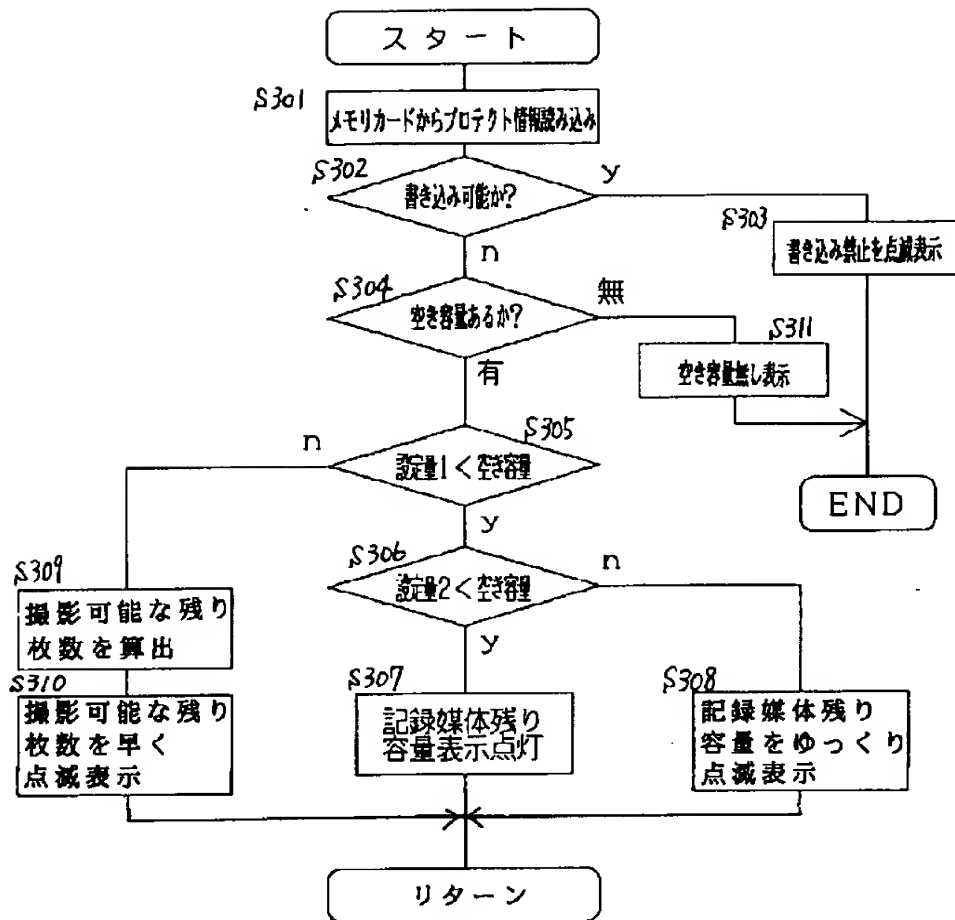 スタート
S301
メモリカードからプロテクト情報読み込み
S302
書き込み可能か?
y
n
S303
書き込み禁止を点滅表示
S304
空き容量あるか?
無
有
S311
空き容量無し表示
END
S305
設定量1<空き容量
n
y
S306
設定量2<空き容量
n
y
S309
撮影可能な残り
枚数を算出
S310
撮影可能な残り
枚数を早く
点滅表示
S307
記録媒体残り
容量表示点灯
S308
記録媒体残り
容量をゆっくり
点滅表示
リターン